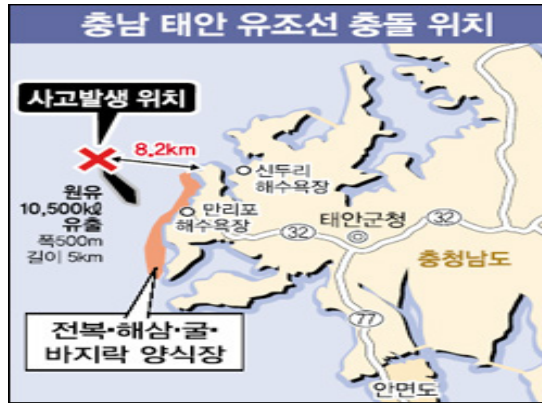 충남 태안 유조선 충돌 위치
사고발생 위치
8.2km
신두리
해수욕장
원유
10,500㎘
유출
폭500m
길이 5km
만리포
해수욕장
태안군청
32
32
충청남도
전복·해삼·굴·
바지락 양식장
77
안면도